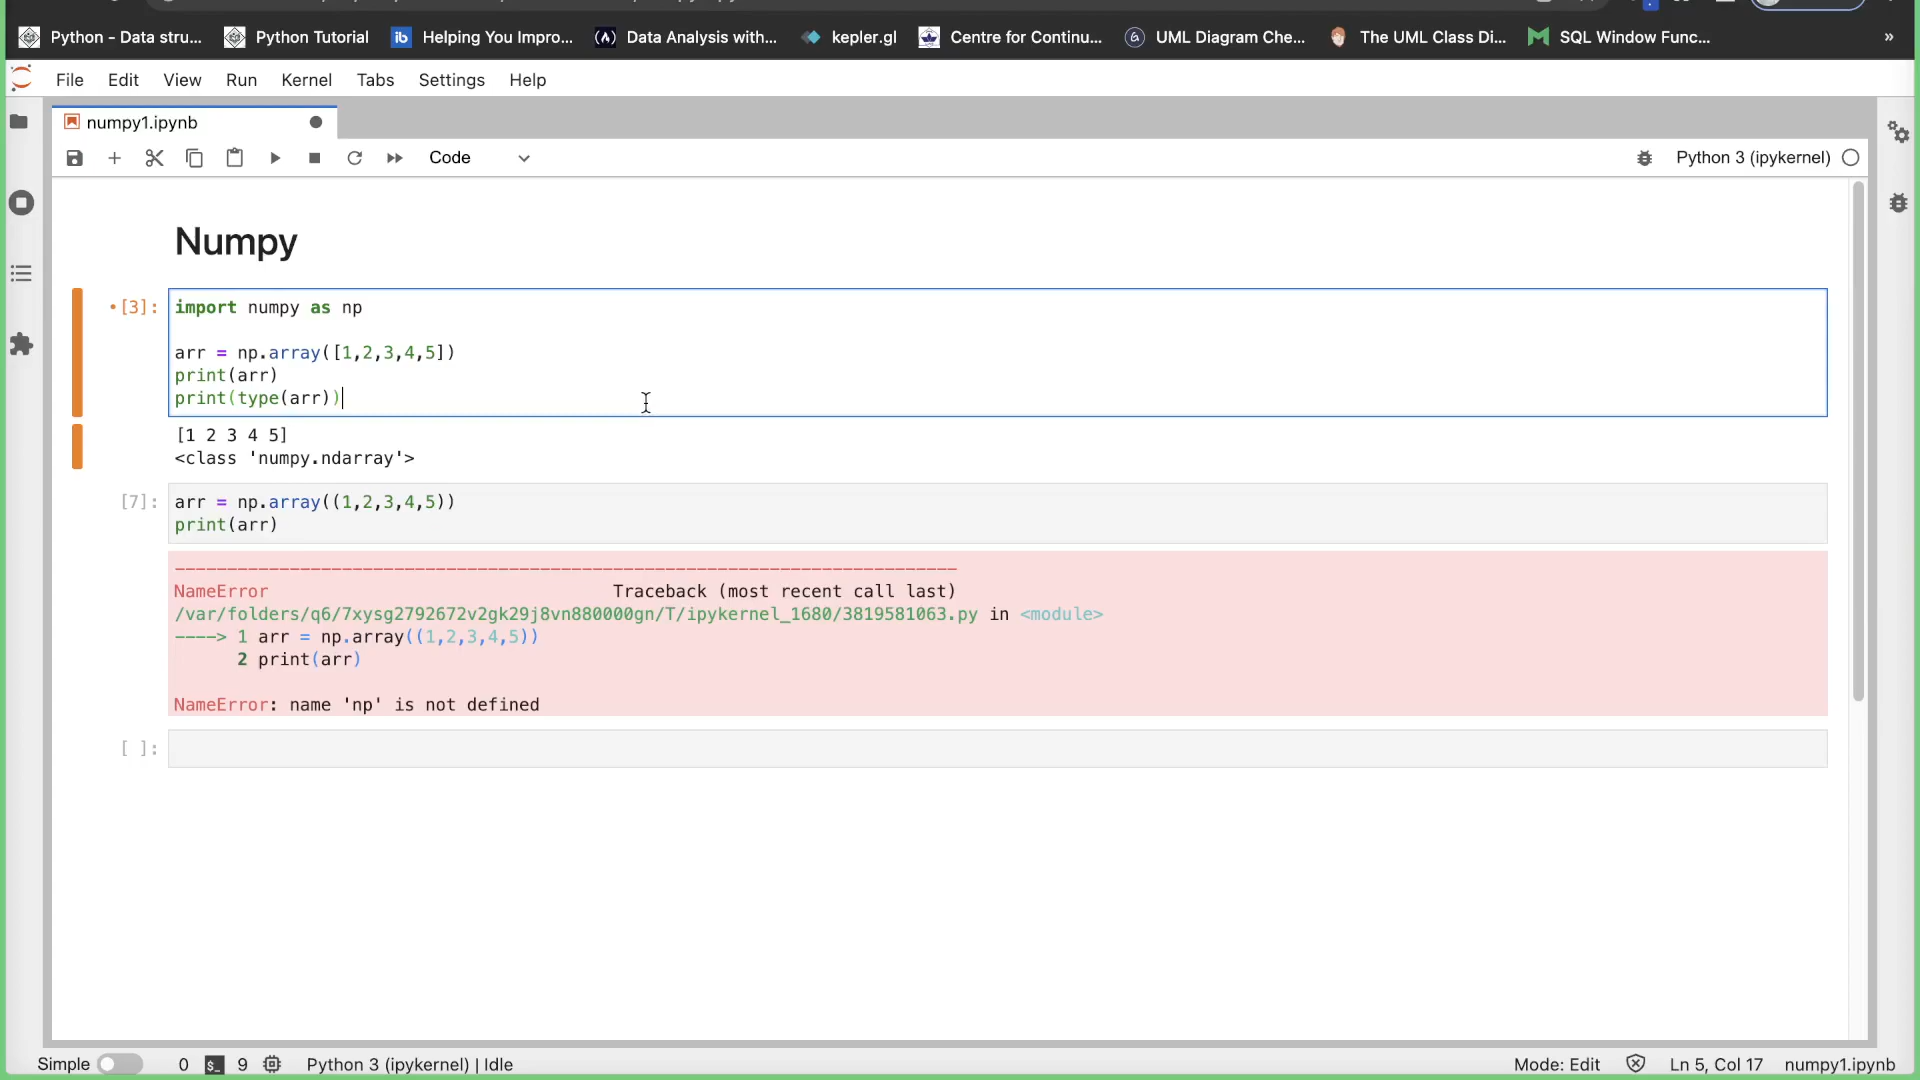 Python - Data stru...
Python Tutorial
ib
Helping You Impro...
Data Analysis with...
kepler.gl
Centre for Continu...
UML Diagram Che...
The UML Class Di...
SQL Window Func...
»
File Edit View Run Kernel Tabs Settings Help
numpy1.ipynb
Code
Python 3 (ipykernel)
Numpy
•[3]:
import numpy as np
arr = np.array([1,2,3,4,5])
print(arr)
print(type(arr))
[1 2 3 4 5]
<class 'numpy.ndarray'>
[7]:
arr = np.array((1,2,3,4,5))
print(arr)
---------------------------------------------------------------------------
NameError Traceback (most recent call last)
/var/folders/q6/7xysg2792672v2gk29j8vn880000gn/T/ipykernel_1680/3819581063.py in <module>
----> 1 arr = np.array((1,2,3,4,5))
2 print(arr)
NameError: name 'np' is not defined
[ ]:
Simple 0 $_ 9 Python 3 (ipykernel) | Idle Mode: Edit Ln 5, Col 17 numpy1.ipynb